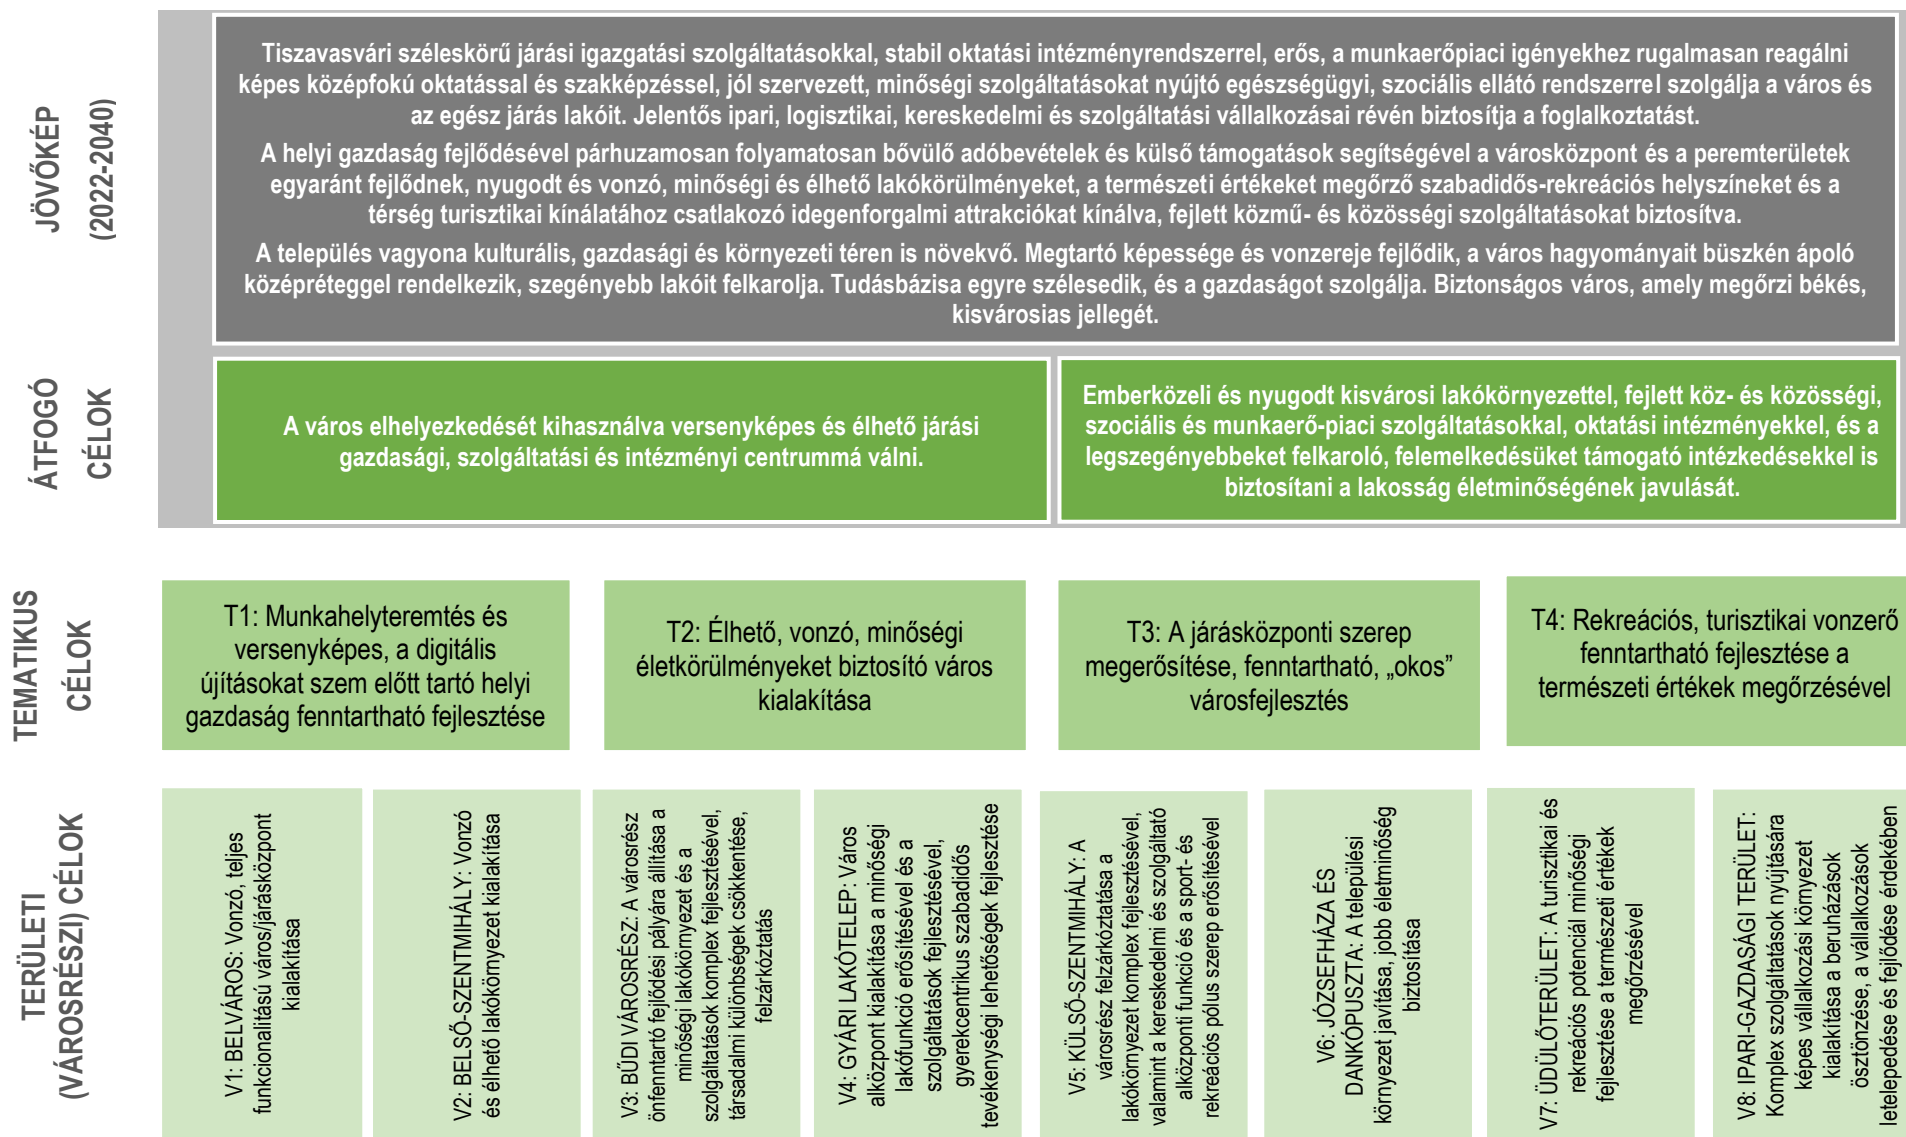 JÖVŐKÉP
(2022-2040)
Tiszavasvári széleskörű járási igazgatási szolgáltatásokkal, stabil oktatási intézményrendszerrel, erős, a munkaerőpiaci igényekhez rugalmasan reagálni
képes középfokú oktatással és szakképzéssel, jól szervezett, minőségi szolgáltatásokat nyújtó egészségügyi, szociális ellátó rendszerrel szolgálja a város és
az egész járás lakóit. Jelentős ipari, logisztikai, kereskedelmi és szolgáltatási vállalkozásai révén biztosítja a foglalkoztatást.
A helyi gazdaság fejlődésével párhuzamosan folyamatosan bővülő adóbevételek és külső támogatások segítségével a városközpont és a peremterületek
egyaránt fejlődnek, nyugodt és vonzó, minőségi és élhető lakókörülményeket, a természeti értékeket megőrző szabadidős-rekreációs helyszíneket és a
térség turisztikai kínálatához csatlakozó idegenforgalmi attrakciókat kínálva, fejlett közmű- és közösségi szolgáltatásokat biztosítva.
A település vagyona kulturális, gazdasági és környezeti téren is növekvő. Megtartó képessége és vonzereje fejlődik, a város hagyományait büszkén ápoló
középréteggel rendelkezik, szegényebb lakóit felkarolja. Tudásbázisa egyre szélesedik, és a gazdaságot szolgálja. Biztonságos város, amely megőrzi békés,
kisvárosias jellegét.
ÁTFOGÓ
CÉLOK
A város elhelyezkedését kihasználva versenyképes és élhető járási
gazdasági, szolgáltatási és intézményi centrummá válni.
Emberközeli és nyugodt kisvárosi lakókörnyezettel, fejlett köz- és közösségi,
szociális és munkaerő-piaci szolgáltatásokkal, oktatási intézményekkel, és a
legszegényebbeket felkaroló, felemelkedésüket támogató intézkedésekkel is
biztosítani a lakosság életminőségének javulását.
TEMATIKUS
CÉLOK
T1: Munkahelyteremtés és
versenyképes, a digitális
újításokat szem előtt tartó helyi
gazdaság fenntartható fejlesztése
T2: Élhető, vonzó, minőségi
életkörülményeket biztosító város
kialakítása
T3: A járásközponti szerep
megerősítése, fenntartható, „okos”
városfejlesztés
T4: Rekreációs, turisztikai vonzerő
fenntartható fejlesztése a
természeti értékek megőrzésével
TERÜLETI
(VÁROSRÉSZI) CÉLOK
V1: BELVÁROS: Vonzó, teljes
funkcionalitású város/járásközpont
kialakítása
V2: BELSŐ-SZENTMIHÁLY: Vonzó
és élhető lakókörnyezet kialakítása
V3: BŰDI VÁROSRÉSZ: A városrész
önfenntartó fejlődési pályára állítása a
minőségi lakókörnyezet és a
szolgáltatások komplex fejlesztésével,
társadalmi különbségek csökkentése,
felzárkóztatás
V4: GYÁRI LAKÓTELEP: Város
alközpont kialakítása a minőségi
lakófunkció erősítésével és a
szolgáltatások fejlesztésével,
gyerekcentrikus szabadidős
tevékenységi lehetőségek fejlesztése
V5: KÜLSŐ-SZENTMIHÁLY: A
városrész felzárkóztatása a
lakókörnyezet komplex fejlesztésével,
valamint a kereskedelmi és szolgáltató
alközponti funkció és a sport- és
rekreációs pólus szerep erősítésével
V6: JÓZSEFHÁZA ÉS
DANKÓPUSZTA: A települési
környezet javítása, jobb életminőség
biztosítása
V7: ÜDÜLŐTERÜLET: A turisztikai és
rekreációs potenciál minőségi
fejlesztése a természeti értékek
megőrzésével
V8: IPARI-GAZDASÁGI TERÜLET:
Komplex szolgáltatások nyújtására
képes vállalkozási környezet
kialakítása a beruházások
ösztönzése, a vállalkozások
letelepedése és fejlődése érdekében